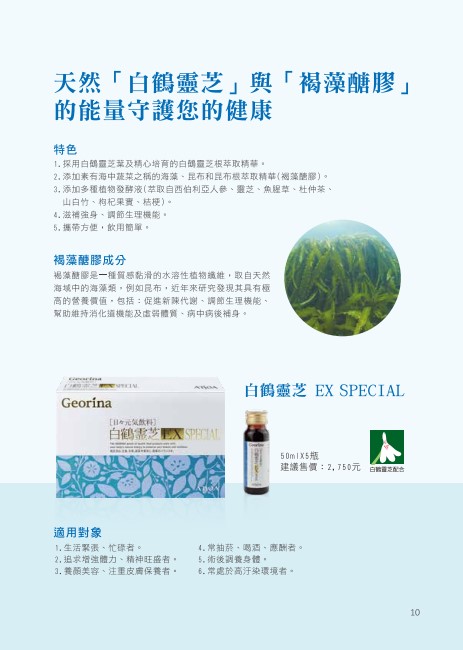 天然「白鶴靈芝」與「褐藻醣膠」
的能量守護您的健康
特色
1.採用白鶴靈芝葉及精心培育的白鶴靈芝根萃取精華。
2.添加素有海中蔬菜之稱的海藻、昆布和昆布根萃取精華(褐藻醣膠)。
3.添加多種植物發酵液(萃取自西伯利亞人參、靈芝、魚腥草、杜仲茶、
山白竹、枸杞果實、桔梗)。
4.滋補強身、調節生理機能。
5.攜帶方便，飲用簡單。
褐藻醣膠成分
褐藻醣膠是一種質感黏滑的水溶性植物纖維，取自天然
海域中的海藻類，例如昆布，近年來研究發現其具有極
高的營養價值，包括：促進新陳代謝、調節生理機能、
幫助維持消化道機能及虛弱體質、病中病後補身。
Georina
[日々元気飲料]
白鶴霊芝EX SPECIAL
白鶴靈芝 EX SPECIAL
50mlX5瓶
建議售價：2,750元
白鶴靈芝配合
適用對象
1.生活緊張、忙碌者。
2.追求增強體力、精神旺盛者。
3.養顏美容、注重皮膚保養者。
4.常抽菸、喝酒、應酬者。
5.術後調養身體。
6.常處於高汙染環境者。
10